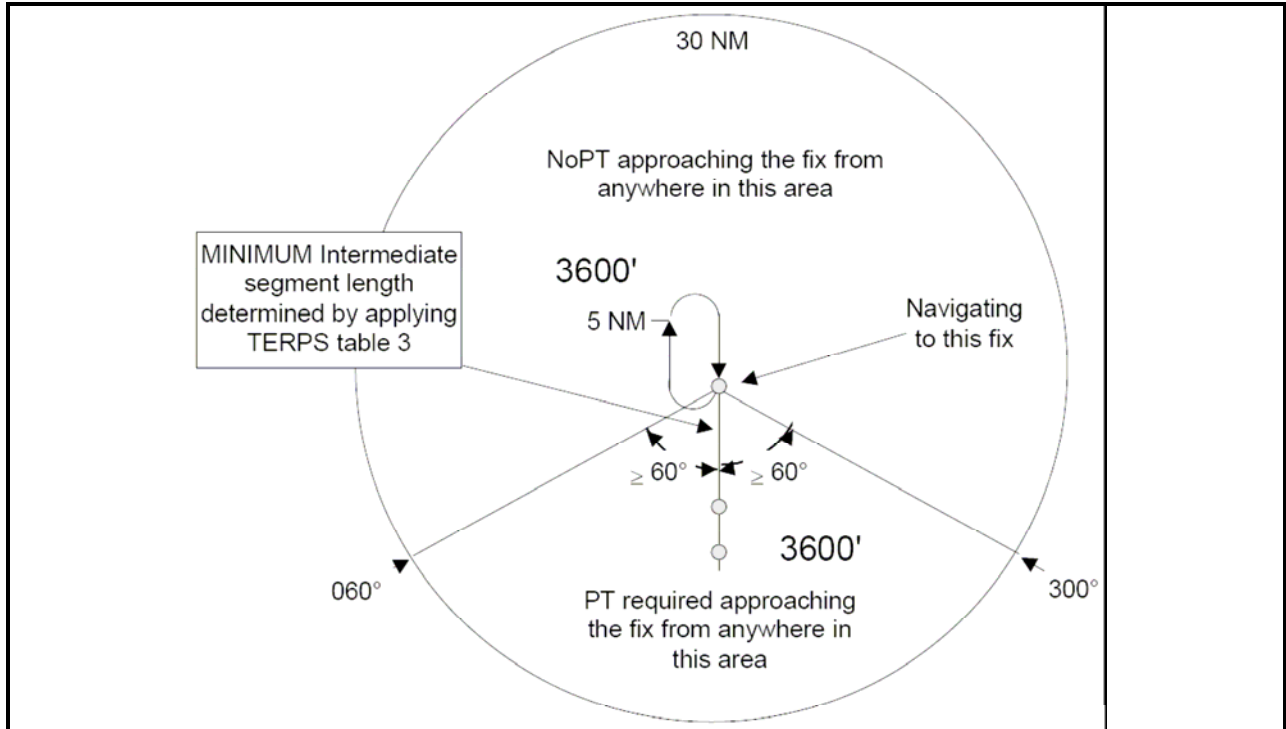 30 NM
NoPT approaching the fix from
anywhere in this area
MINIMUM Intermediate
segment length
determined by applying
TERPS table 3
3600'
5 NM
Navigating
to this fix
≥ 60°
≥ 60°
3600'
060°
300°
PT required approaching
the fix from anywhere in
this area